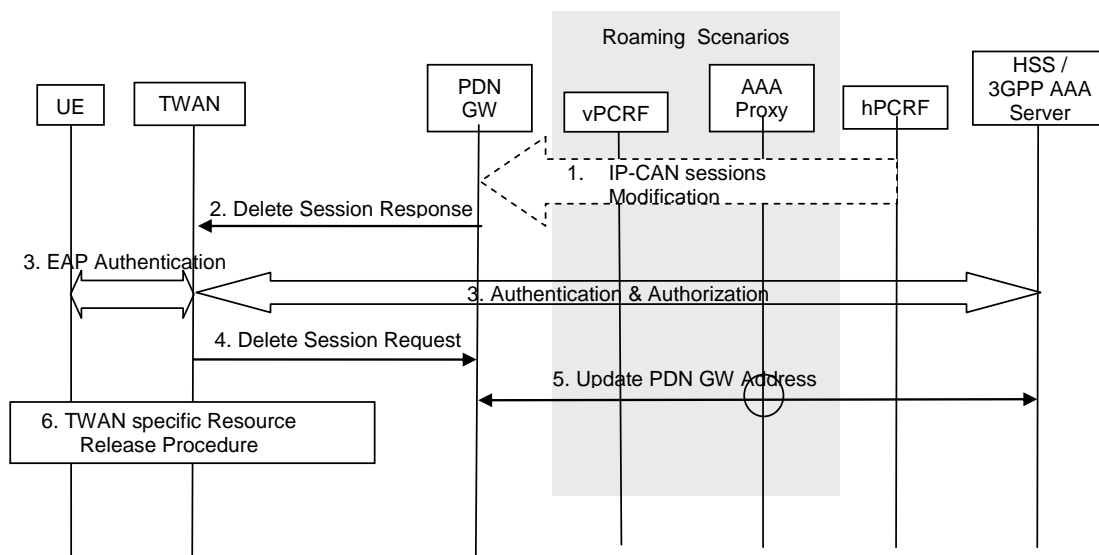 Roaming Scenarios
UE
TWAN
PDN
GW
vPCRF
AAA
Proxy
hPCRF
HSS /
3GPP AAA
Server
1. IP-CAN sessions
Modification
2. Delete Session Response
3. EAP Authentication
3. Authentication & Authorization
4. Delete Session Request
5. Update PDN GW Address
6. TWAN specific Resource
Release Procedure